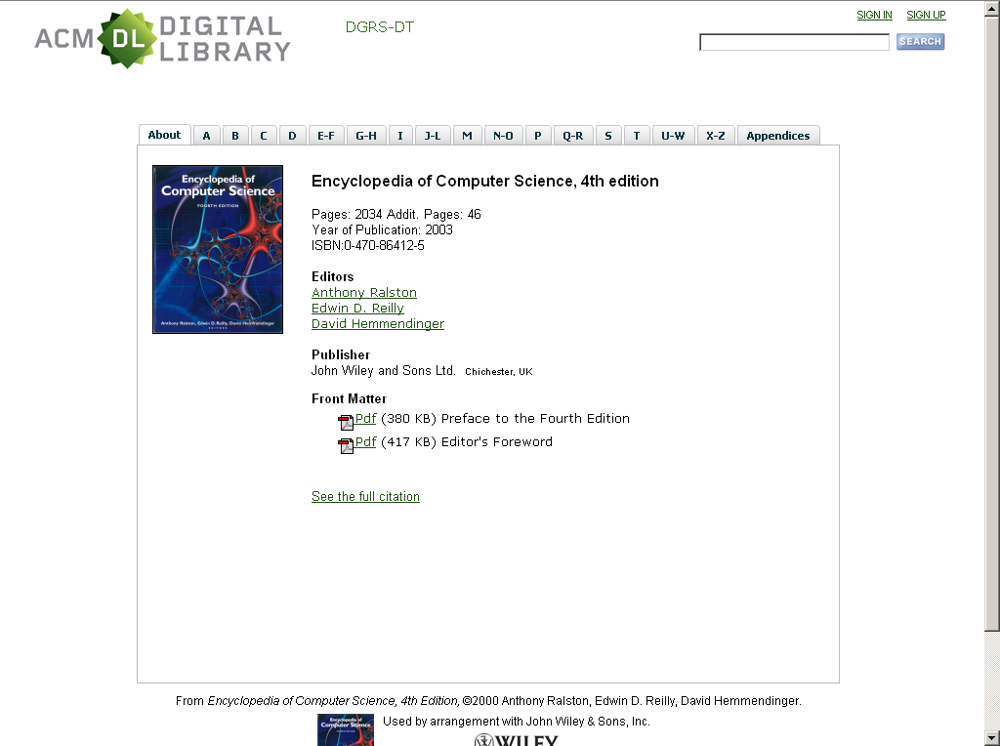 ACM DL DIGITAL LIBRARY
DGRS-DT
SIGN IN SIGN UP
SEARCH
About A B C D E-F G-H I J-L M N-O P Q-R S T U-W X-Z Appendices
Encyclopedia of
Computer Science
FOURTH EDITION
Anthony Ralston, Edwin D. Reilly, David Hemmendinger
EDITORS
Encyclopedia of Computer Science, 4th edition
Pages: 2034 Addit. Pages: 46
Year of Publication: 2003
ISBN:0-470-86412-5
Editors
Anthony Ralston
Edwin D. Reilly
David Hemmendinger
Publisher
John Wiley and Sons Ltd. Chichester, UK
Front Matter
Pdf (380 KB) Preface to the Fourth Edition
Pdf (417 KB) Editor's Foreword
See the full citation
From Encyclopedia of Computer Science, 4th Edition, ©2000 Anthony Ralston, Edwin D. Reilly, David Hemmendinger.
Encyclopedia of
Computer Science
Used by arrangement with John Wiley & Sons, Inc.
WILEY